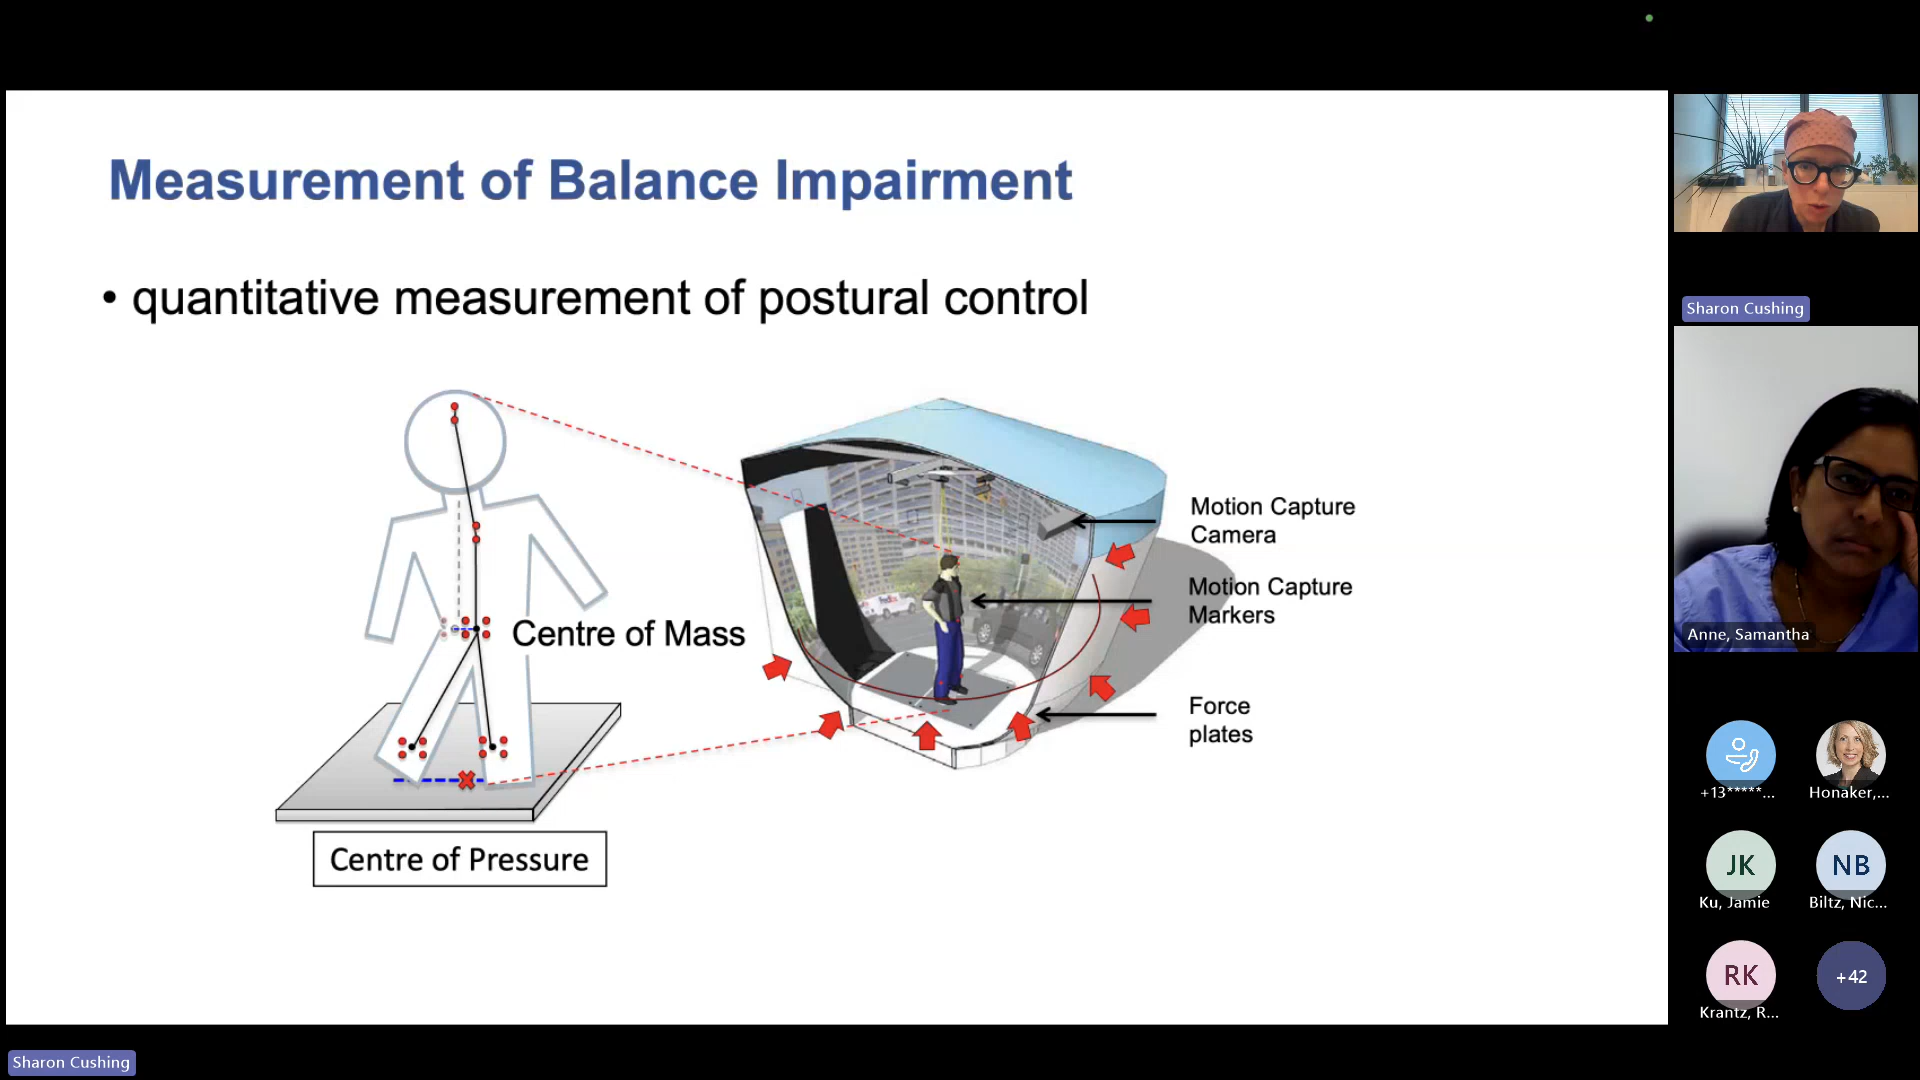 Measurement of Balance Impairment
• quantitative measurement of postural control
Motion Capture
Camera
Motion Capture
Markers
Centre of Mass
Force
plates
Centre of Pressure
Sharon Cushing
Anne, Samantha
+13*****...
Honaker,...
JK
Ku, Jamie
NB
Biltz, Nic...
RK
Krantz, R...
+42
Sharon Cushing